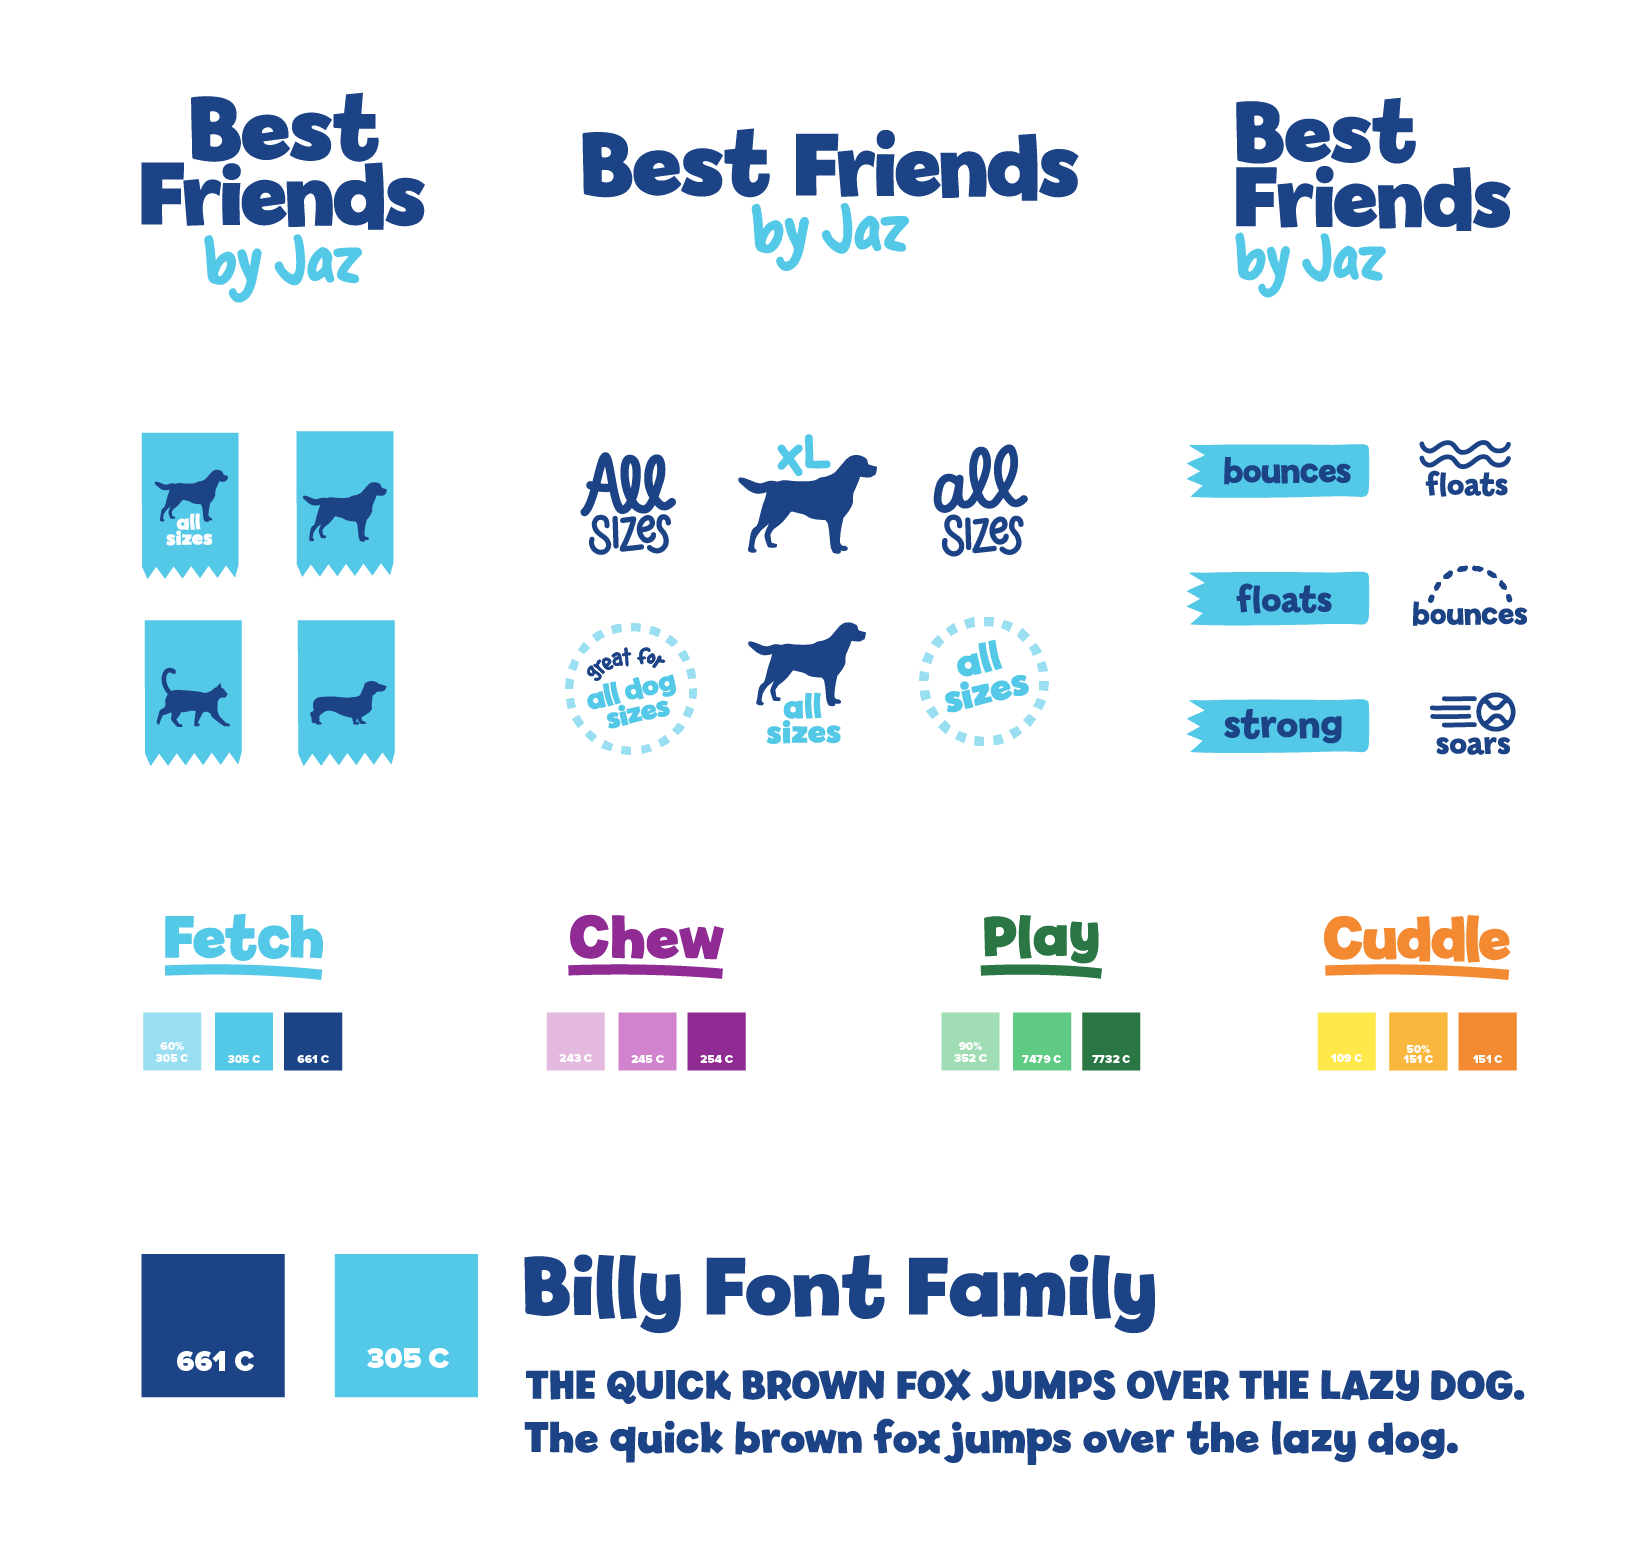 Best
Friends
by Jaz
Best Friends
by Jaz
Best
Friends
by Jaz
all
sizes
All
sizes
XL
all
sizes
great for
all dog
sizes
all
sizes
all
sizes
bounces
floats
floats
bounces
strong
soars
Fetch
60%
305 C
305 C
661 C
Chew
243 C
245 C
254 C
Play
90%
352 C
7479 C
7732 C
Cuddle
109 C
50%
151 C
151 C
661 C
305 C
Billy Font Family
THE QUICK BROWN FOX JUMPS OVER THE LAZY DOG.
The quick brown fox jumps over the lazy dog.